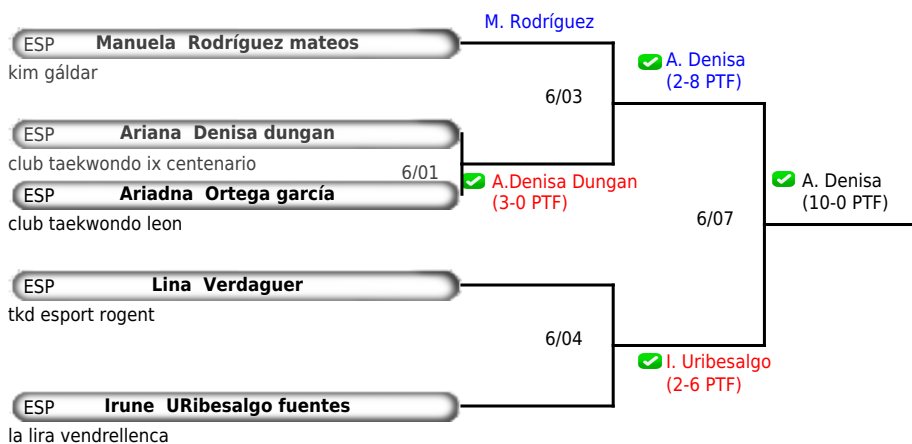 M. Rodríguez
ESP Manuela Rodríguez mateos
kim gáldar
A. Denisa
(2-8 PTF)
6/03
ESP Ariana Denisa dungan
club taekwondo ix centenario
6/01
A.Denisa Dungan
(3-0 PTF)
ESP Ariadna Ortega garcía
club taekwondo leon
A. Denisa
(10-0 PTF)
6/07
ESP Lina Verdaguer
tkd esport rogent
6/04
I. Uribesalgo
(2-6 PTF)
ESP Irune URibesalgo fuentes
la lira vendrellenca